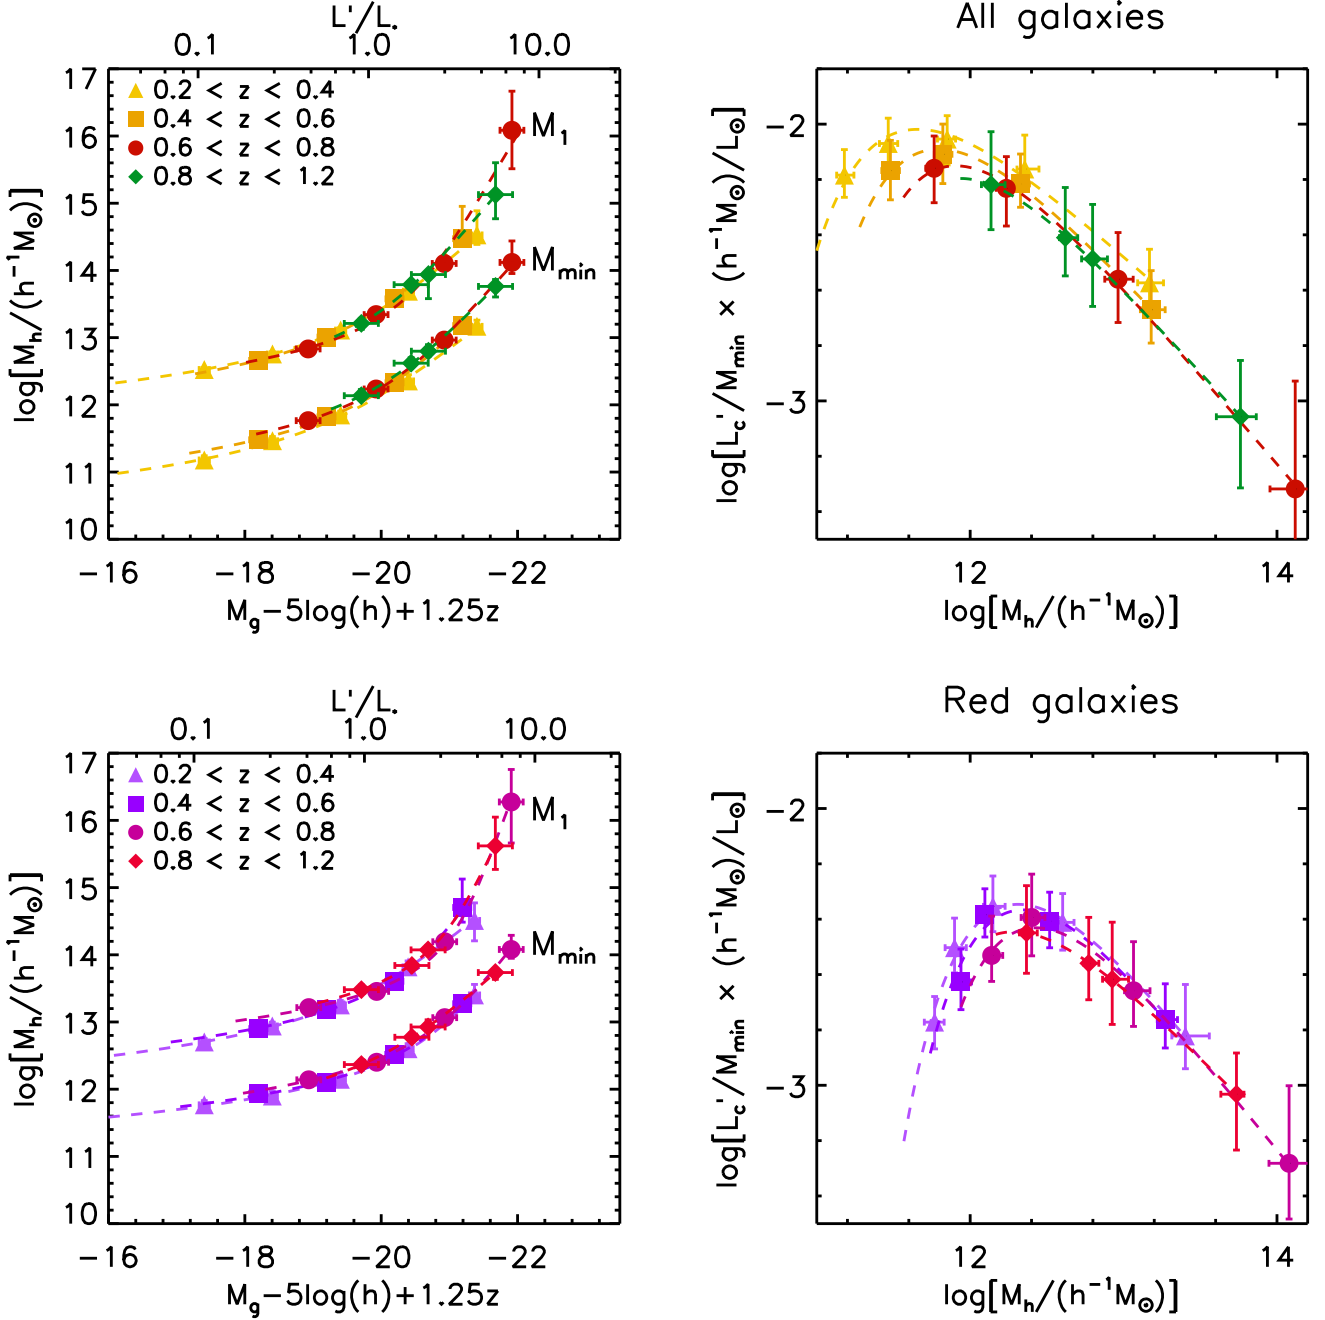 L'/L* All galaxies
0.1 1.0 10.0
17
16
15
14
13
12
11
10
0.2 < z < 0.4
0.4 < z < 0.6
0.6 < z < 0.8
0.8 < z < 1.2
M₁
Mmin
log[Mh/(h⁻¹M⊙)]
−16 −18 −20 −22
Mg−5log(h)+1.25z
−2
−3
log[Lc'/Mmin × (h⁻¹M⊙)/L⊙]
12 14
log[Mh/(h⁻¹M⊙)]
L'/L* Red galaxies
0.1 1.0 10.0
17
16
15
14
13
12
11
10
0.2 < z < 0.4
0.4 < z < 0.6
0.6 < z < 0.8
0.8 < z < 1.2
M₁
Mmin
log[Mh/(h⁻¹M⊙)]
−16 −18 −20 −22
Mg−5log(h)+1.25z
−2
−3
log[Lc'/Mmin × (h⁻¹M⊙)/L⊙]
12 14
log[Mh/(h⁻¹M⊙)]